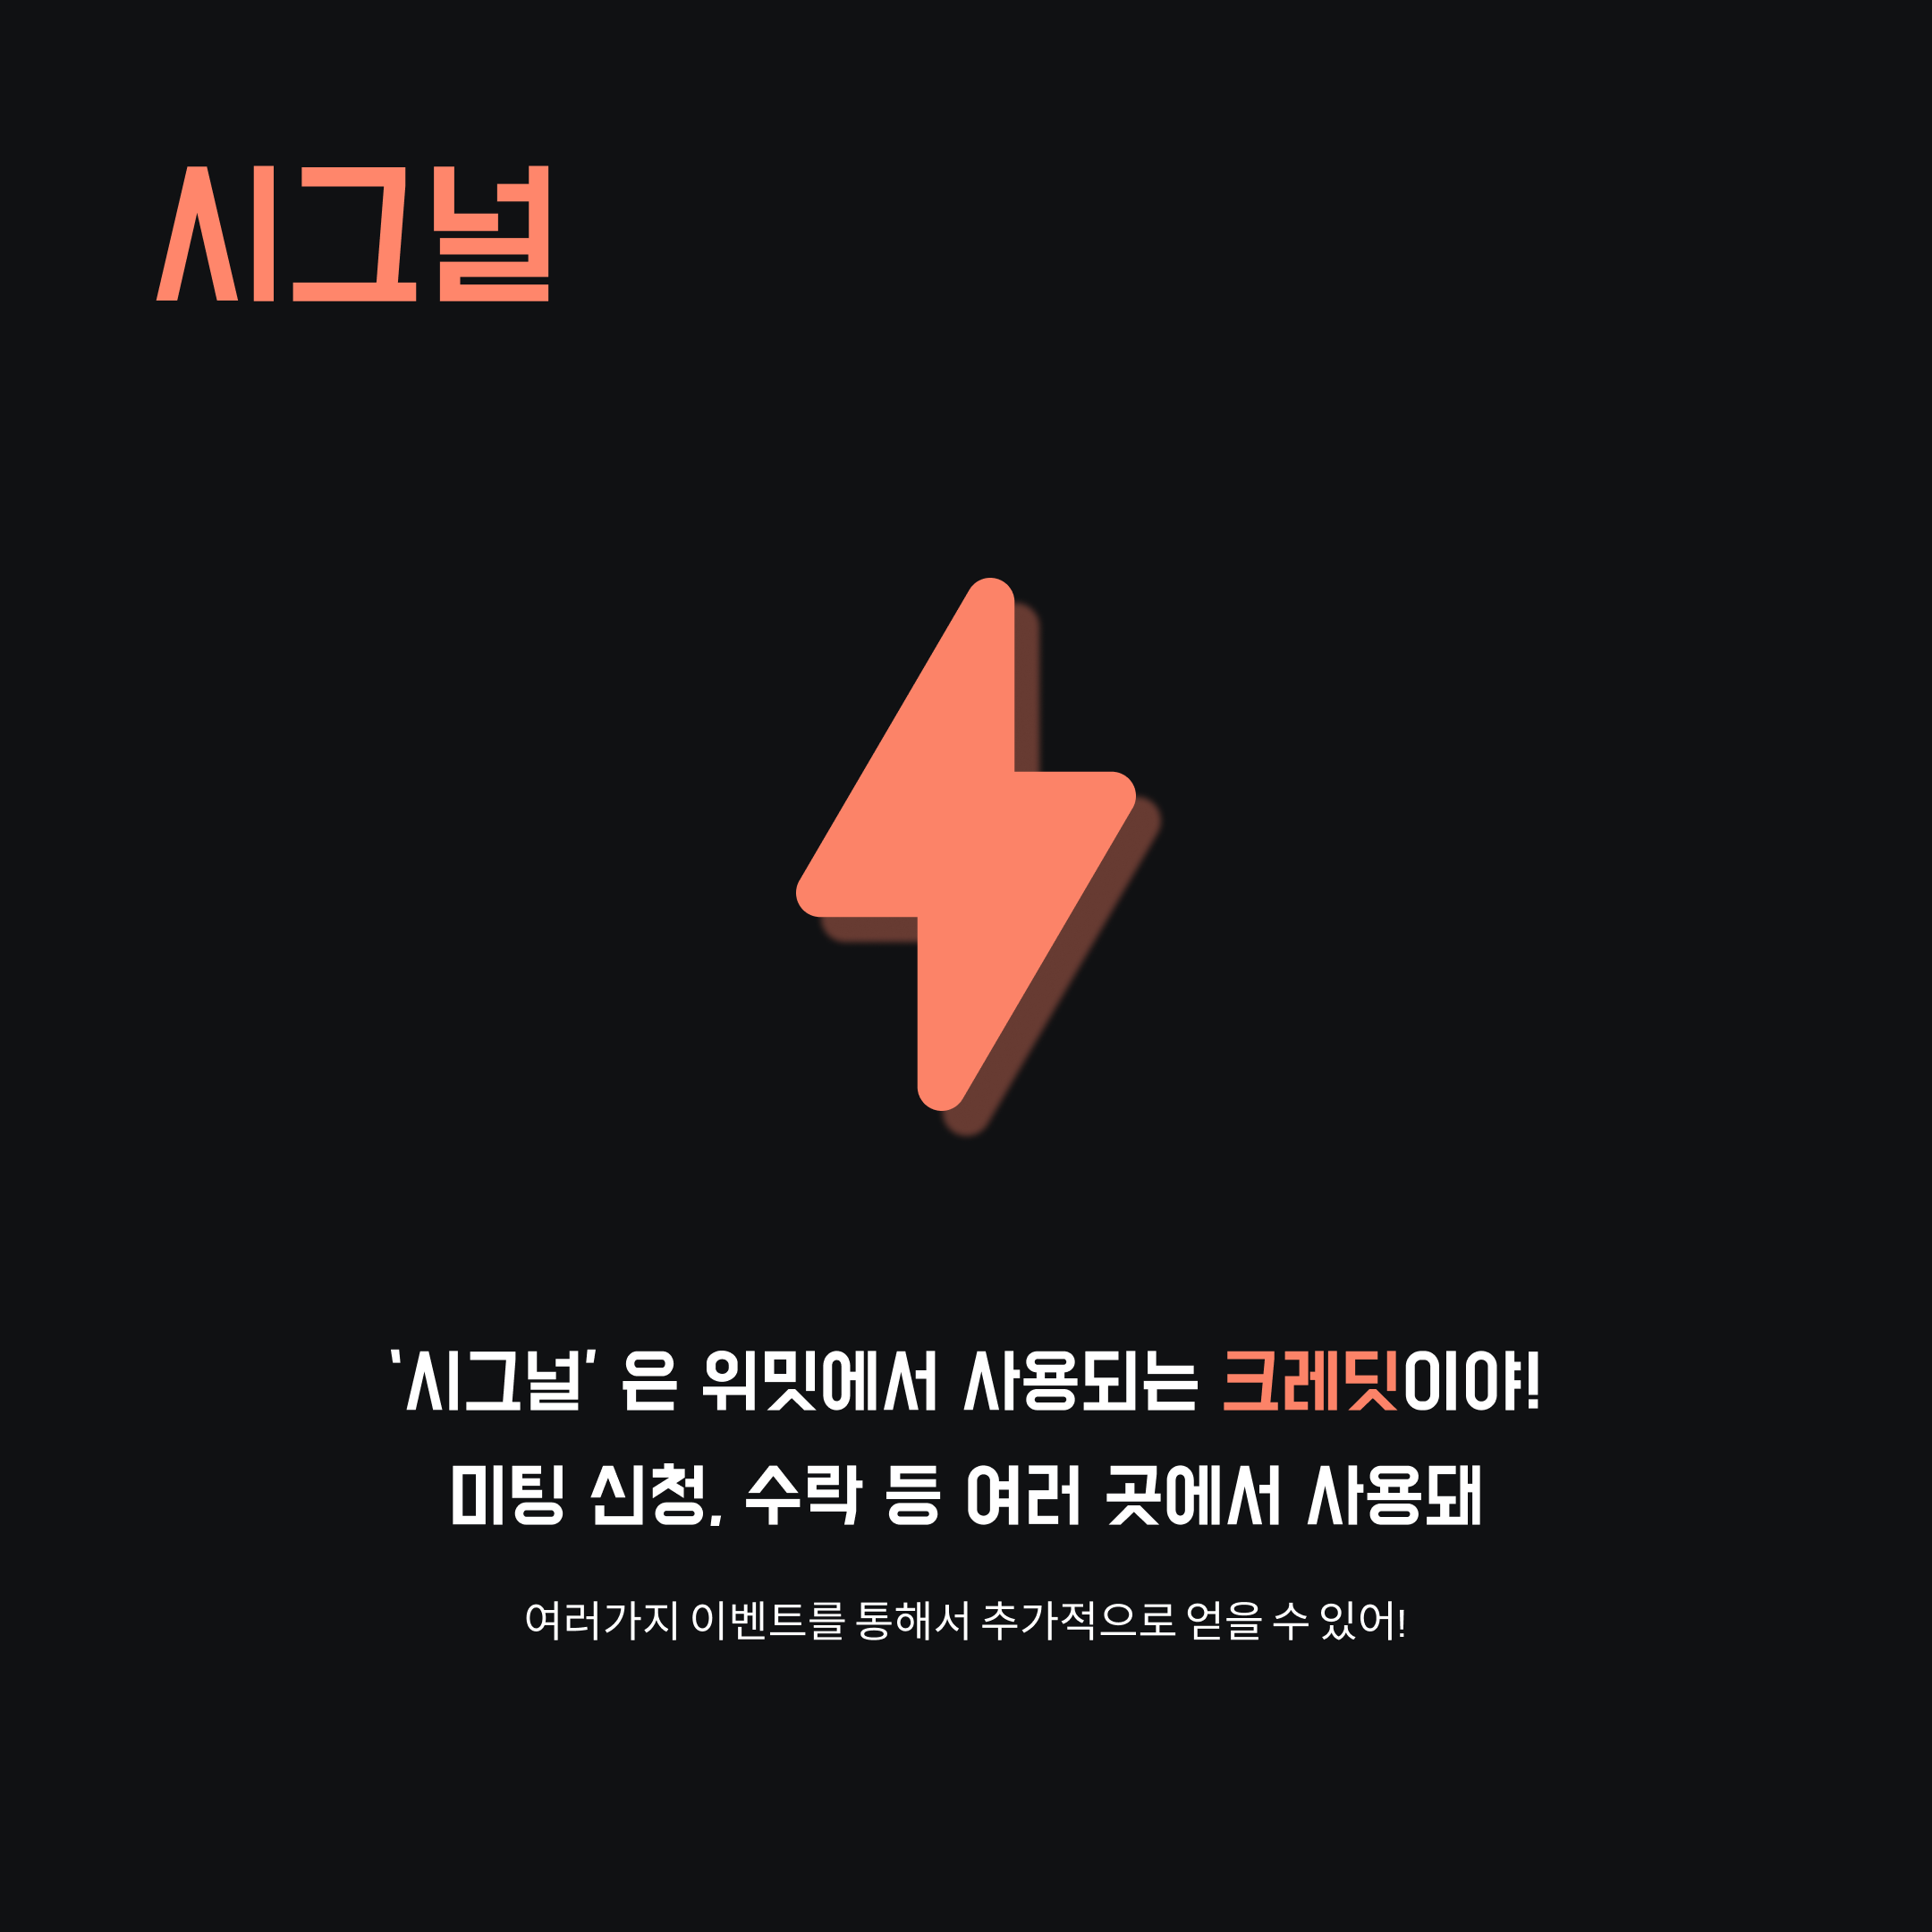 시그널
'시그널' 은 위밋에서 사용되는 크레딧이야!
미팅 신청, 수락 등 여러 곳에서 사용돼
여러가지 이벤트를 통해서 추가적으로 얻을 수 있어!